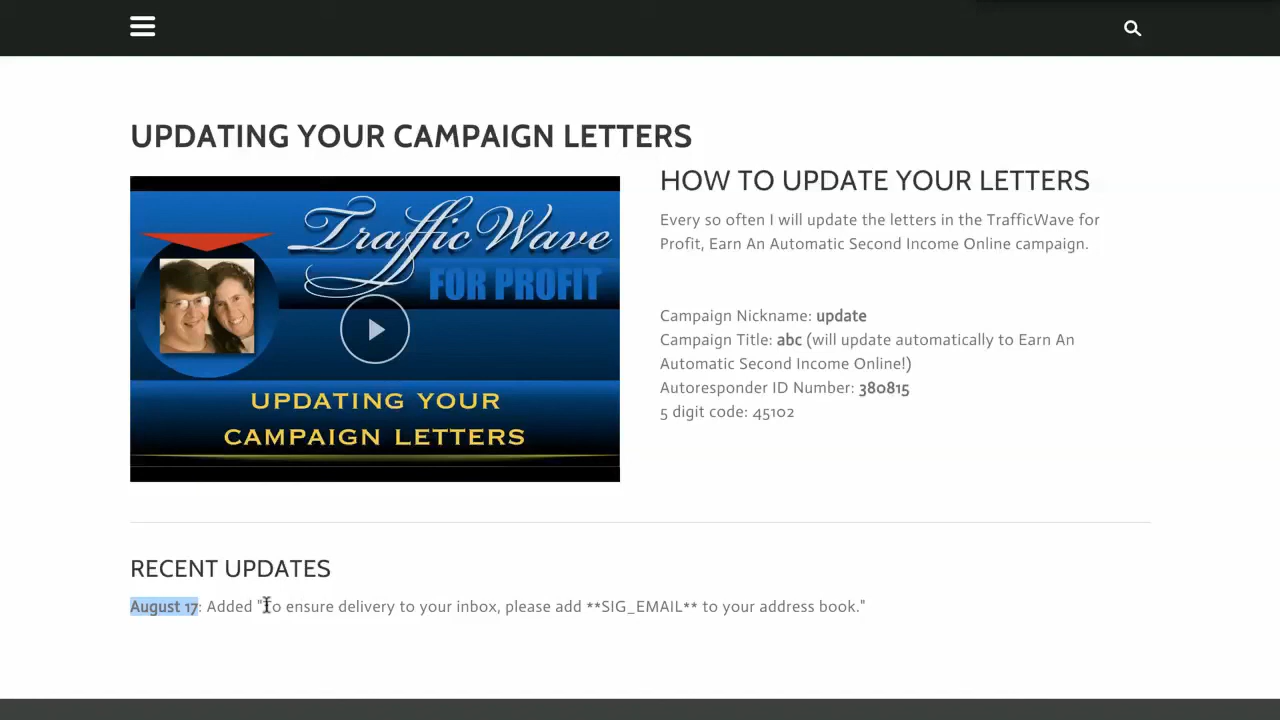 UPDATING YOUR CAMPAIGN LETTERS
TrafficWave
FOR PROFIT
UPDATING YOUR
CAMPAIGN LETTERS
HOW TO UPDATE YOUR LETTERS
Every so often I will update the letters in the TrafficWave for
Profit, Earn An Automatic Second Income Online campaign.
Campaign Nickname: update
Campaign Title: abc (will update automatically to Earn An
Automatic Second Income Online!)
Autoresponder ID Number: 380815
5 digit code: 45102
RECENT UPDATES
August 17: Added "To ensure delivery to your inbox, please add **SIG_EMAIL** to your address book."